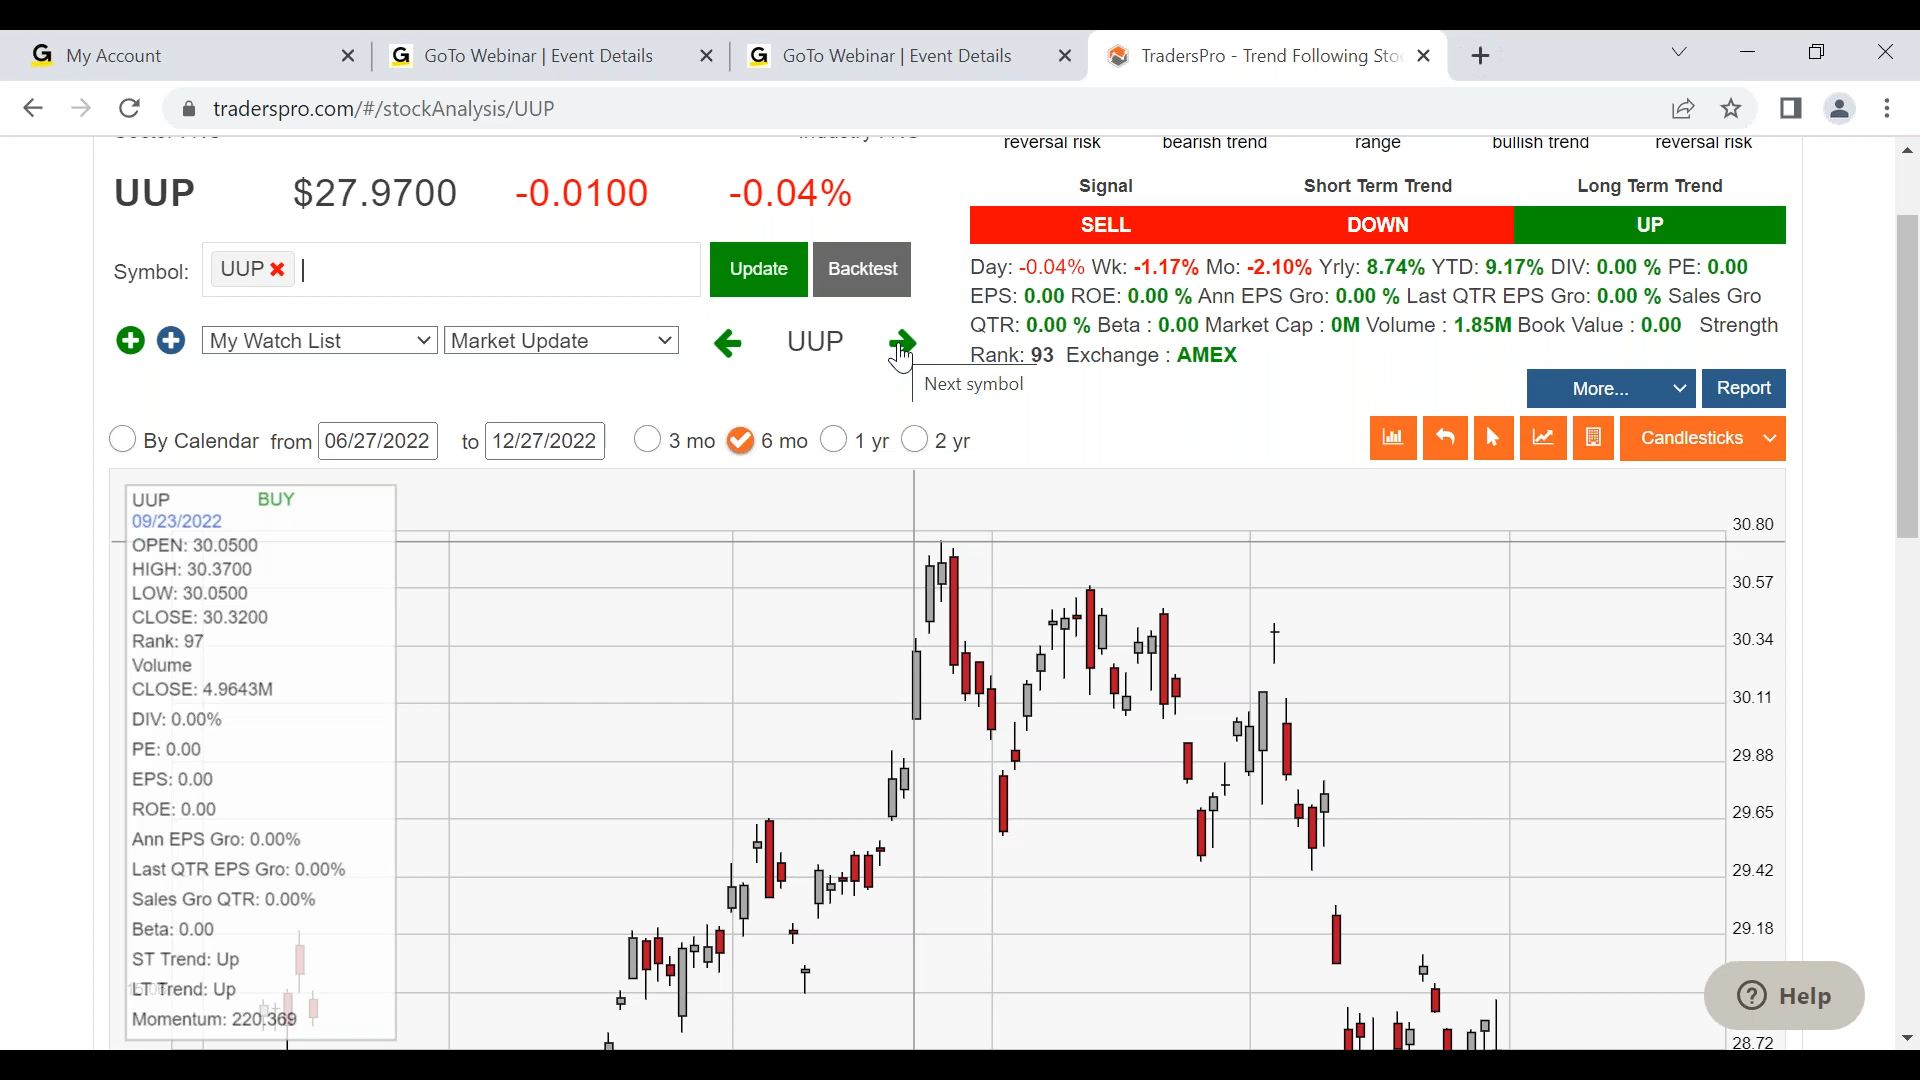 My Account
GoTo Webinar | Event Details
GoTo Webinar | Event Details
TradersPro - Trend Following Sto
traderspro.com/#/stockAnalysis/UUP
reversal risk bearish trend range bullish trend reversal risk
UUP $27.9700 -0.0100 -0.04%
Signal Short Term Trend Long Term Trend
SELL DOWN UP
Symbol: UUP Update Backtest
Day: -0.04% Wk: -1.17% Mo: -2.10% Yrly: 8.74% YTD: 9.17% DIV: 0.00 % PE: 0.00
EPS: 0.00 ROE: 0.00 % Ann EPS Gro: 0.00 % Last QTR EPS Gro: 0.00 % Sales Gro
QTR: 0.00 % Beta : 0.00 Market Cap : 0M Volume : 1.85M Book Value : 0.00 Strength
Rank: 93 Exchange : AMEX
My Watch List Market Update UUP
Next symbol
More... Report
By Calendar from 06/27/2022 to 12/27/2022 3 mo 6 mo 1 yr 2 yr
Candlesticks
UUP BUY
09/23/2022
OPEN: 30.0500
HIGH: 30.3700
LOW: 30.0500
CLOSE: 30.3200
Rank: 97
Volume
CLOSE: 4.9643M
DIV: 0.00%
PE: 0.00
EPS: 0.00
ROE: 0.00
Ann EPS Gro: 0.00%
Last QTR EPS Gro: 0.00%
Sales Gro QTR: 0.00%
Beta: 0.00
ST Trend: Up
LT Trend: Up
Momentum: 220.369
30.80
30.57
30.34
30.11
29.88
29.65
29.42
29.18
28.72
Help